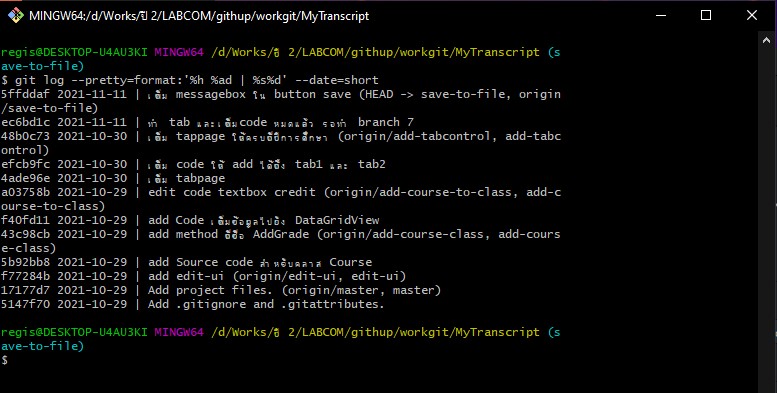 MINGW64:/d/Works/ปี 2/LABCOM/githup/workgit/MyTranscript
regis@DESKTOP-U4AU3KI MINGW64 /d/Works/ปี 2/LABCOM/githup/workgit/MyTranscript (s
ave-to-file)
$ git log --pretty=format:'%h %ad | %s%d' --date=short
5ffddaf 2021-11-11 | เพิ่ม messagebox ใน button save (HEAD -> save-to-file, origin
/save-to-file)
ec6bd1c 2021-11-11 | ทำ tab และเพิ่มcode หมดแล้ว รอทำ branch 7
48b0c73 2021-10-30 | เพิ่ม tappage ให้ครบปีปีการศึกษา (origin/add-tabcontrol, add-tabc
ontrol)
efcb9fc 2021-10-30 | เพิ่ม code ให้ add ได้ถึง tab1 และ tab2
4ade96e 2021-10-30 | เพิ่ม tabpage
a03758b 2021-10-29 | edit code textbox credit (origin/add-course-to-class, add-c
ourse-to-class)
f40fd11 2021-10-29 | add Code เพิ่มข้อมูลไปยัง DataGridView
43c98cb 2021-10-29 | add method ชื่อ AddGrade (origin/add-course-class, add-cours
e-class)
5b92bb8 2021-10-29 | add Source code สำหรับคลาส Course
f77284b 2021-10-29 | add edit-ui (origin/edit-ui, edit-ui)
17177d7 2021-10-29 | Add project files. (origin/master, master)
5147f70 2021-10-29 | Add .gitignore and .gitattributes.
regis@DESKTOP-U4AU3KI MINGW64 /d/Works/ปี 2/LABCOM/githup/workgit/MyTranscript (s
ave-to-file)
$